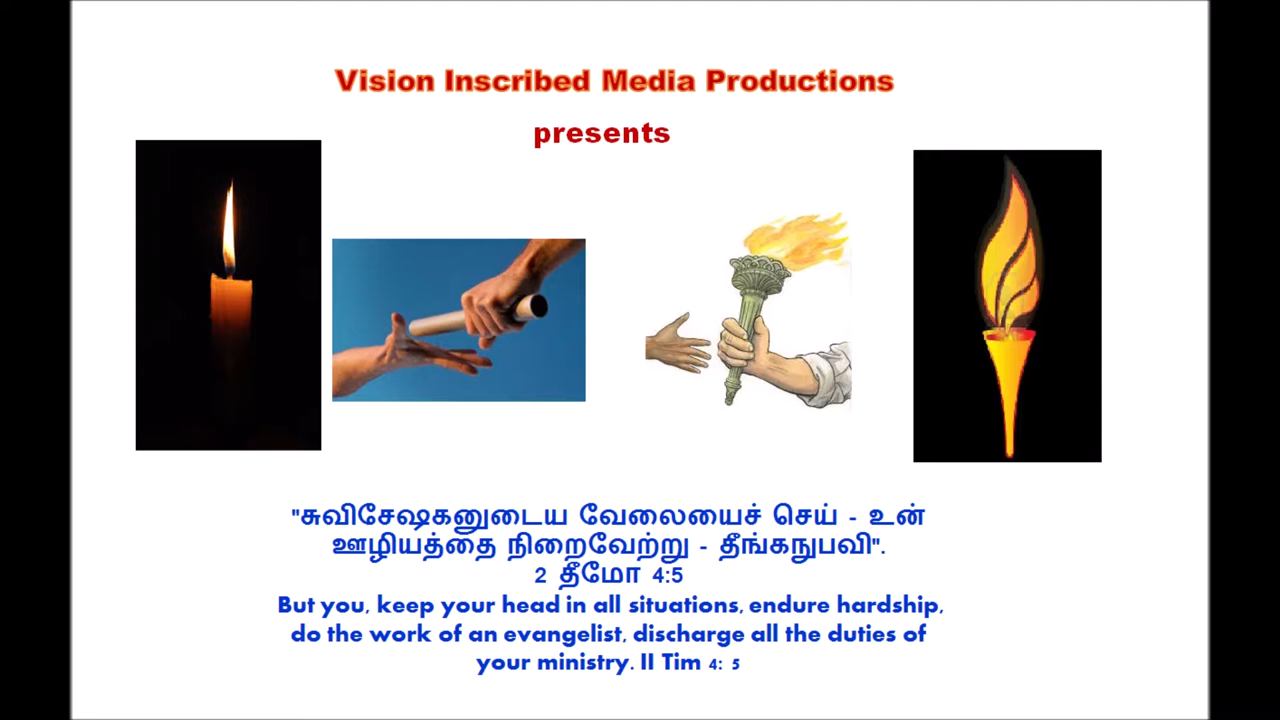 Vision Inscribed Media Productions
presents
"சுவிசேஷகனுடைய வேலையைச் செய் - உன்
ஊழியத்தை நிறைவேற்று - தீங்கநுபவி".
2 தீமோ 4:5
But you, keep your head in all situations, endure hardship,
do the work of an evangelist, discharge all the duties of
your ministry. II Tim 4: 5